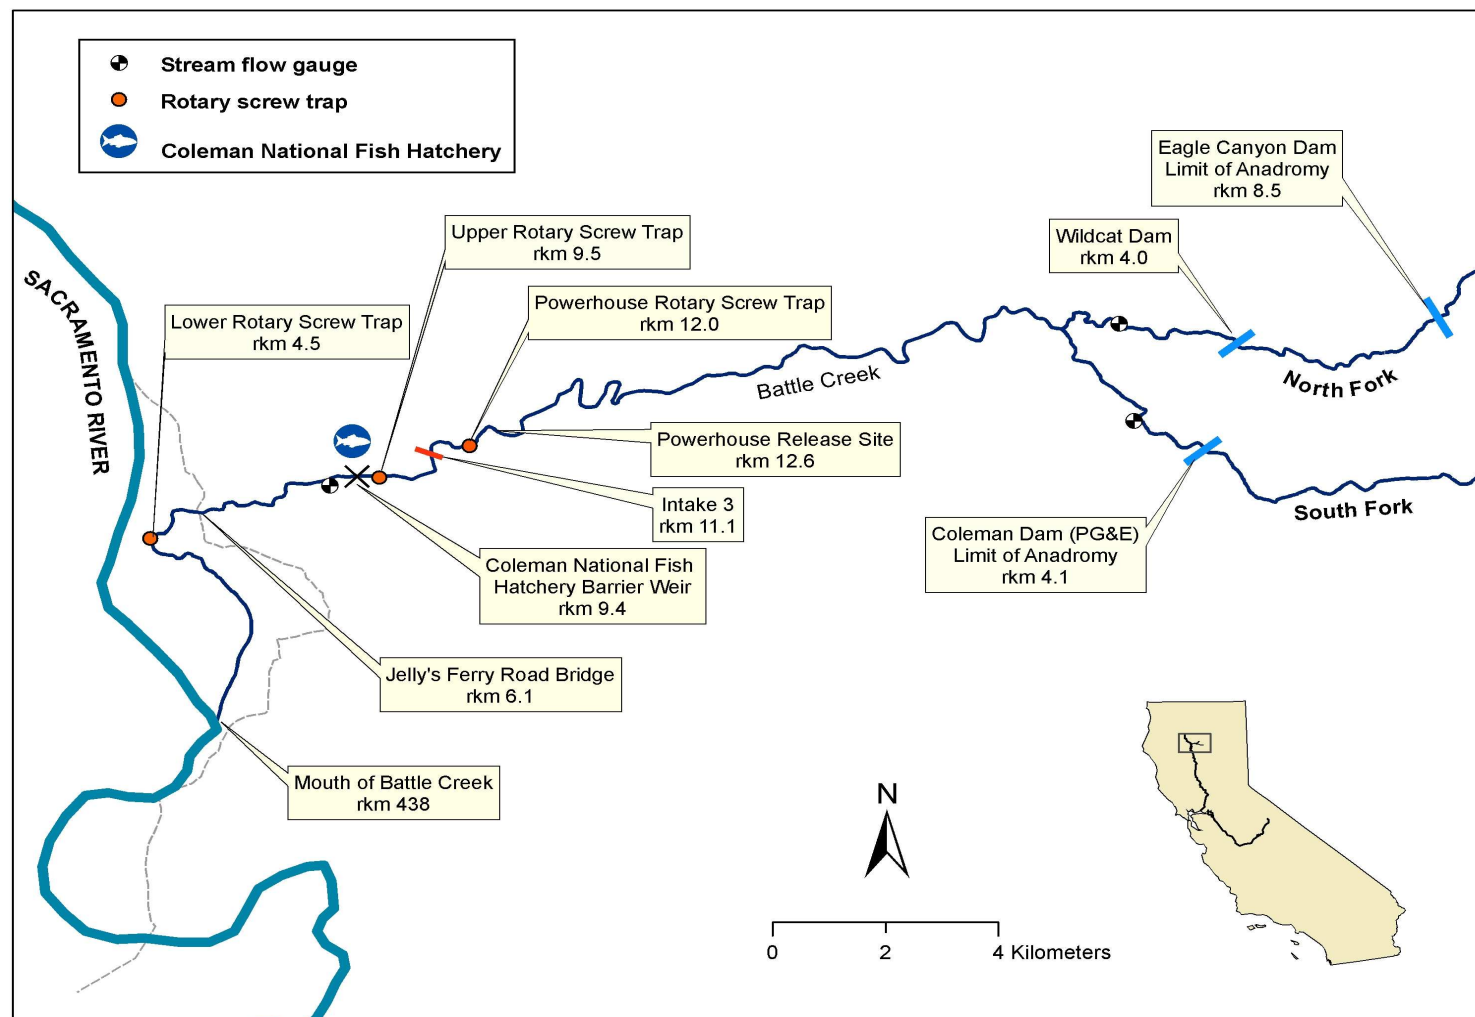 Stream flow gauge
Rotary screw trap
Coleman National Fish Hatchery
Eagle Canyon Dam
Limit of Anadromy
rkm 8.5
Upper Rotary Screw Trap
rkm 9.5
Wildcat Dam
rkm 4.0
SACRAMENTO RIVER
Lower Rotary Screw Trap
rkm 4.5
Powerhouse Rotary Screw Trap
rkm 12.0
Battle Creek
North Fork
Powerhouse Release Site
rkm 12.6
Intake 3
rkm 11.1
South Fork
Coleman Dam (PG&E)
Limit of Anadromy
rkm 4.1
Coleman National Fish
Hatchery Barrier Weir
rkm 9.4
Jelly's Ferry Road Bridge
rkm 6.1
Mouth of Battle Creek
rkm 438
N
0 2 4 Kilometers